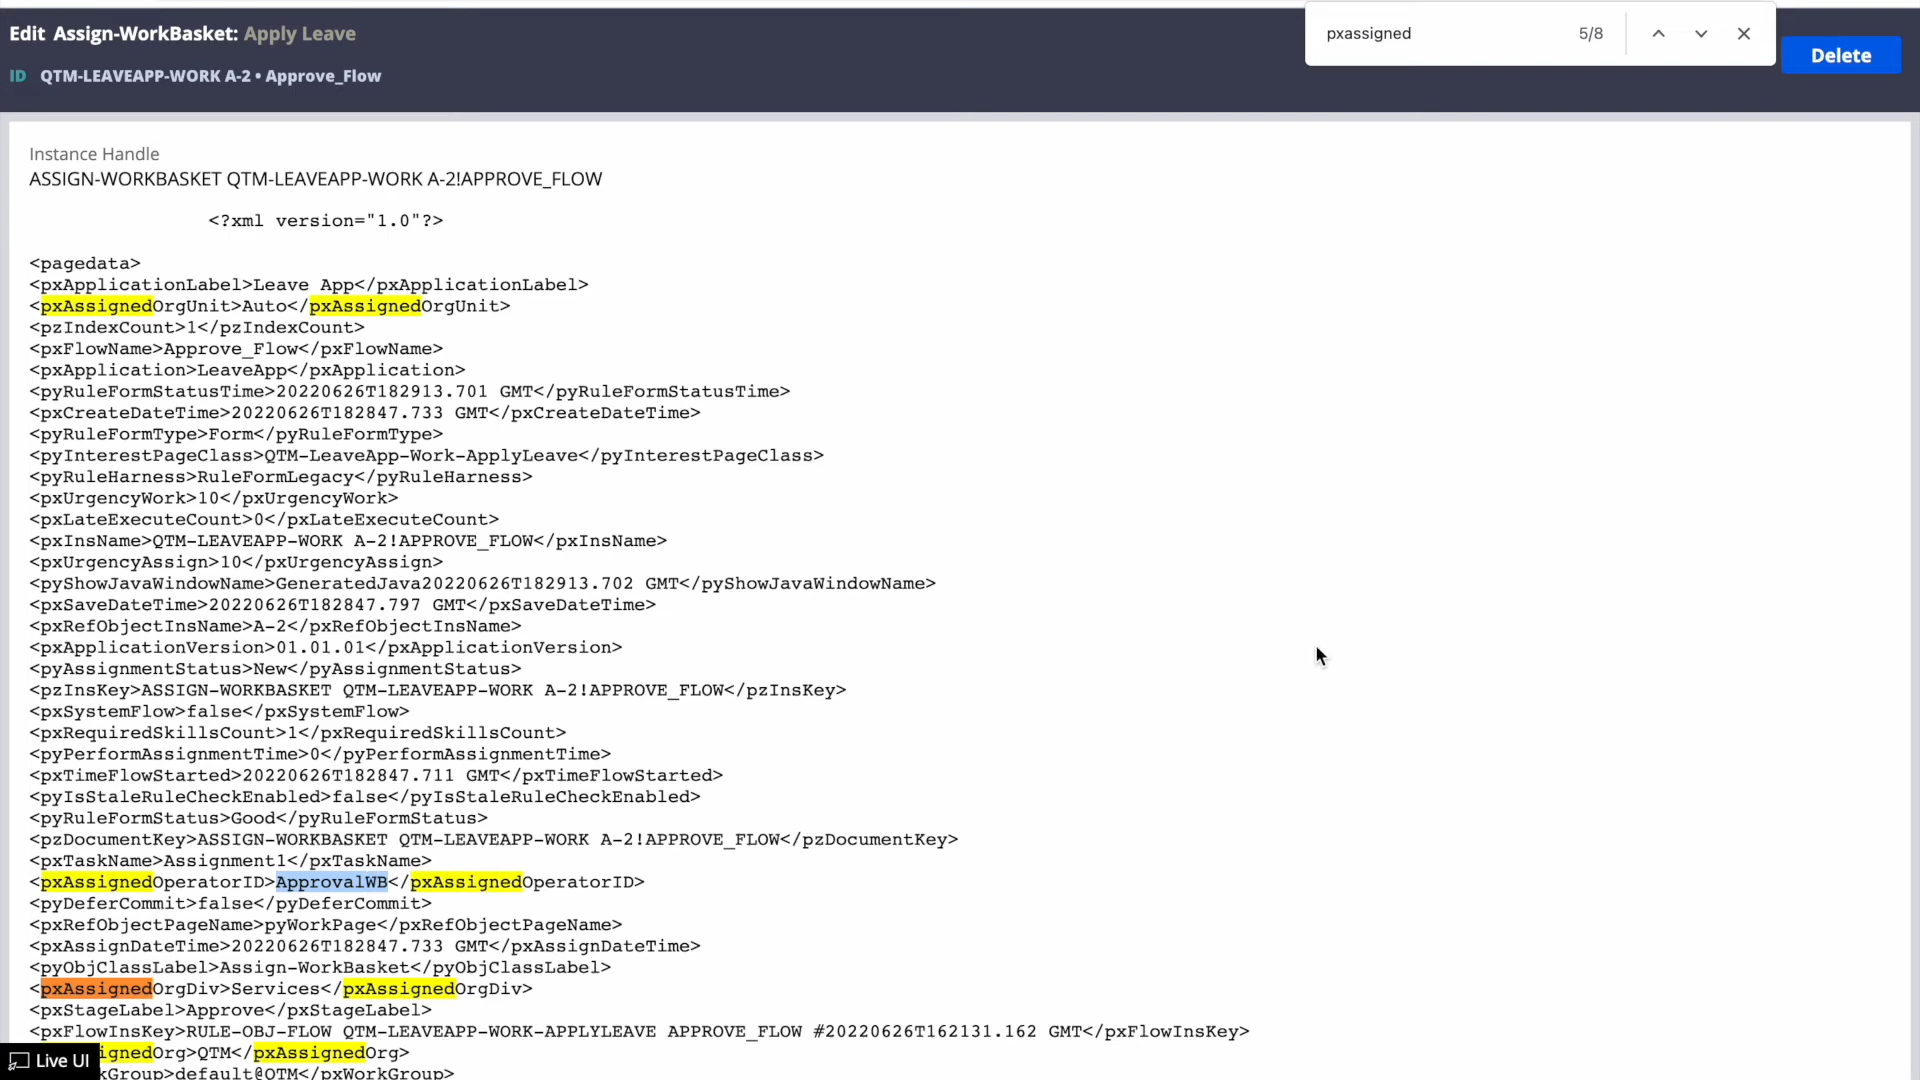 Edit Assign-WorkBasket: Apply Leave
pxassigned 5/8
Delete
ID QTM-LEAVEAPP-WORK A-2 • Approve_Flow
Instance Handle
ASSIGN-WORKBASKET QTM-LEAVEAPP-WORK A-2!APPROVE_FLOW
<?xml version="1.0"?>
<pagedata>
<pxApplicationLabel>Leave App</pxApplicationLabel>
<pxAssignedOrgUnit>Auto</pxAssignedOrgUnit>
<pzIndexCount>1</pzIndexCount>
<pxFlowName>Approve_Flow</pxFlowName>
<pxApplication>LeaveApp</pxApplication>
<pyRuleFormStatusTime>20220626T182913.701 GMT</pyRuleFormStatusTime>
<pxCreateDateTime>20220626T182847.733 GMT</pxCreateDateTime>
<pyRuleFormType>Form</pyRuleFormType>
<pyInterestPageClass>QTM-LeaveApp-Work-ApplyLeave</pyInterestPageClass>
<pyRuleHarness>RuleFormLegacy</pyRuleHarness>
<pxUrgencyWork>10</pxUrgencyWork>
<pxLateExecuteCount>0</pxLateExecuteCount>
<pxInsName>QTM-LEAVEAPP-WORK A-2!APPROVE_FLOW</pxInsName>
<pxUrgencyAssign>10</pxUrgencyAssign>
<pyShowJavaWindowName>GeneratedJava20220626T182913.702 GMT</pyShowJavaWindowName>
<pxSaveDateTime>20220626T182847.797 GMT</pxSaveDateTime>
<pxRefObjectInsName>A-2</pxRefObjectInsName>
<pxApplicationVersion>01.01.01</pxApplicationVersion>
<pyAssignmentStatus>New</pyAssignmentStatus>
<pzInsKey>ASSIGN-WORKBASKET QTM-LEAVEAPP-WORK A-2!APPROVE_FLOW</pzInsKey>
<pxSystemFlow>false</pxSystemFlow>
<pxRequiredSkillsCount>1</pxRequiredSkillsCount>
<pyPerformAssignmentTime>0</pyPerformAssignmentTime>
<pxTimeFlowStarted>20220626T182847.711 GMT</pxTimeFlowStarted>
<pyIsStaleRuleCheckEnabled>false</pyIsStaleRuleCheckEnabled>
<pyRuleFormStatus>Good</pyRuleFormStatus>
<pzDocumentKey>ASSIGN-WORKBASKET QTM-LEAVEAPP-WORK A-2!APPROVE_FLOW</pzDocumentKey>
<pxTaskName>Assignment1</pxTaskName>
<pxAssignedOperatorID>ApprovalWB</pxAssignedOperatorID>
<pyDeferCommit>false</pyDeferCommit>
<pxRefObjectPageName>pyWorkPage</pxRefObjectPageName>
<pxAssignDateTime>20220626T182847.733 GMT</pxAssignDateTime>
<pyObjClassLabel>Assign-WorkBasket</pyObjClassLabel>
<pxAssignedOrgDiv>Services</pxAssignedOrgDiv>
<pxStageLabel>Approve</pxStageLabel>
<pxFlowInsKey>RULE-OBJ-FLOW QTM-LEAVEAPP-WORK-APPLYLEAVE APPROVE_FLOW #20220626T162131.162 GMT</pxFlowInsKey>
ignedOrg>QTM</pxAssignedOrg>
Live UI
kGroup>default@QTM</pxWorkGroup>